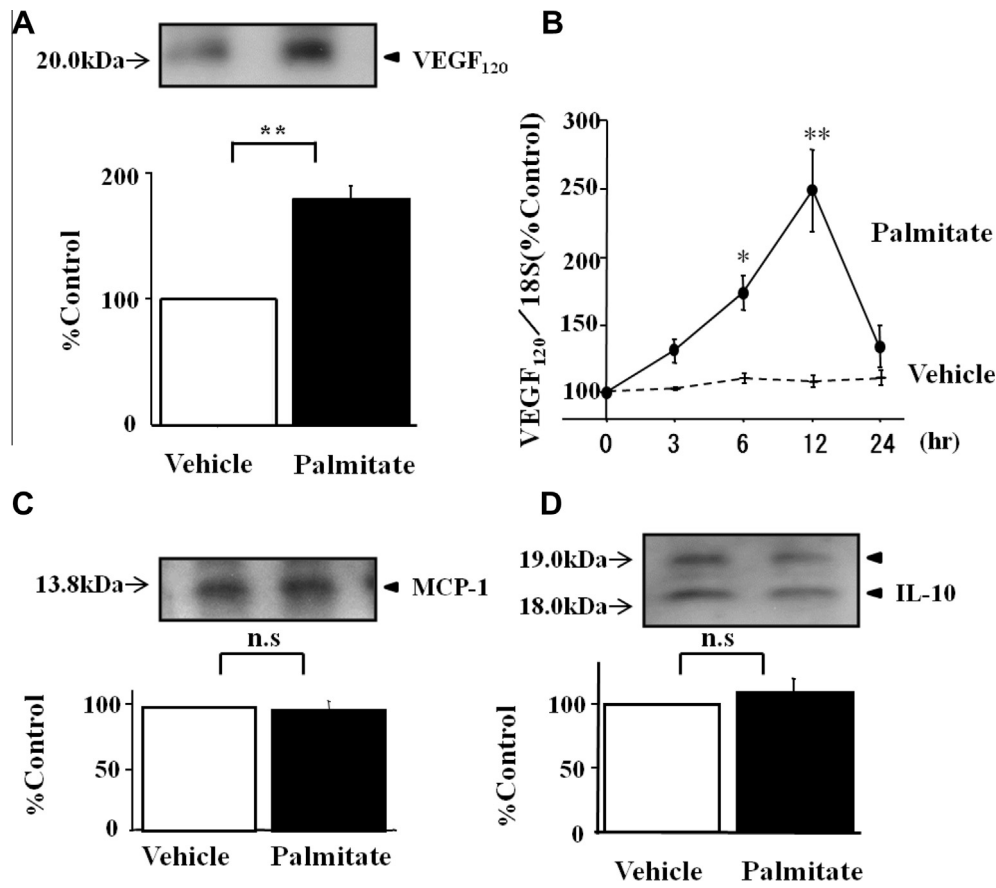 A
20.0kDa→
VEGF120
**
200
100
0
%Control
Vehicle Palmitate
B
VEGF120／18S(%Control)
300
250
200
150
100
*
**
Palmitate
Vehicle
0 3 6 12 24 (hr)
C
13.8kDa→
MCP-1
n.s
100
50
0
%Control
Vehicle Palmitate
D
19.0kDa→
18.0kDa→
IL-10
n.s
100
50
0
%Control
Vehicle Palmitate